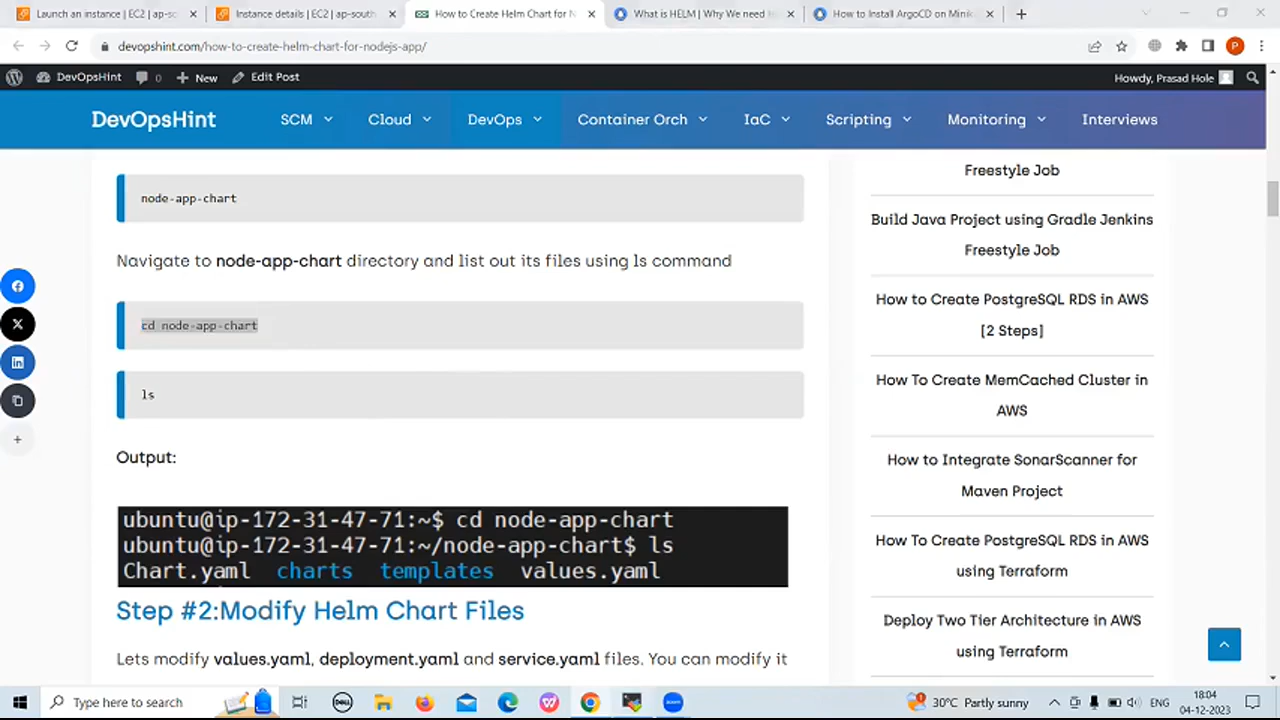 Launch an instance | EC2 | ap-so
Instance details | EC2 | ap-south
How to Create Helm Chart for N
What is HELM | Why We need
How to Install ArgoCD on Minik
devopshint.com/how-to-create-helm-chart-for-nodejs-app/
P
DevOpsHint 0 New Edit Post
Howdy, Prasad Hole
DevOpsHint SCM Cloud DevOps Container Orch IaC Scripting Monitoring Interviews
node-app-chart
Navigate to node-app-chart directory and list out its files using ls command
cd node-app-chart
ls
Output:
ubuntu@ip-172-31-47-71:~$ cd node-app-chart
ubuntu@ip-172-31-47-71:~/node-app-chart$ ls
Chart.yaml charts templates values.yaml
Step #2:Modify Helm Chart Files
Lets modify values.yaml, deployment.yaml and service.yaml files. You can modify it
Freestyle Job
Build Java Project using Gradle Jenkins
Freestyle Job
How to Create PostgreSQL RDS in AWS
[2 Steps]
How To Create MemCached Cluster in
AWS
How to Integrate SonarScanner for
Maven Project
How To Create PostgreSQL RDS in AWS
using Terraform
Deploy Two Tier Architecture in AWS
using Terraform
Type here to search
DELL
zoom
30°C Partly sunny
ENG
18:04
04-12-2023